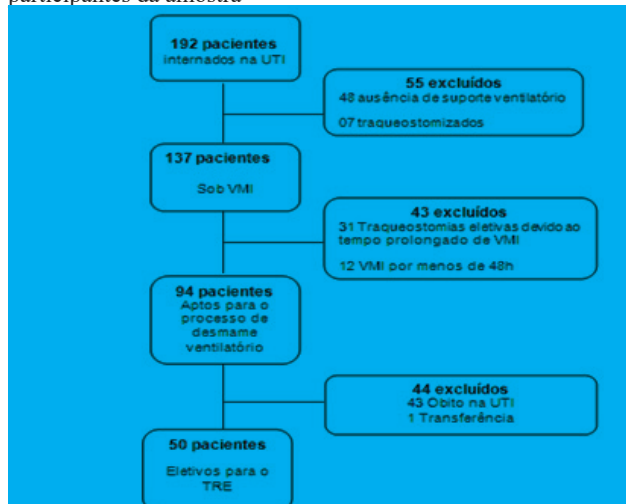 participantes da amostra
192 pacientes
internados na UTI
55 excluídos
48 ausência de suporte ventilatório
07 traqueostomizados
137 pacientes
Sob VMI
43 excluídos
31 Traqueostomias eletivas devido ao
tempo prolongado de VMI
12 VMI por menos de 48h
94 pacientes
Aptos para o
processo de
desmame
ventilatório
44 excluídos
43 Óbito na UTI
1 Transferência
50 pacientes
Eletivos para o
TRE